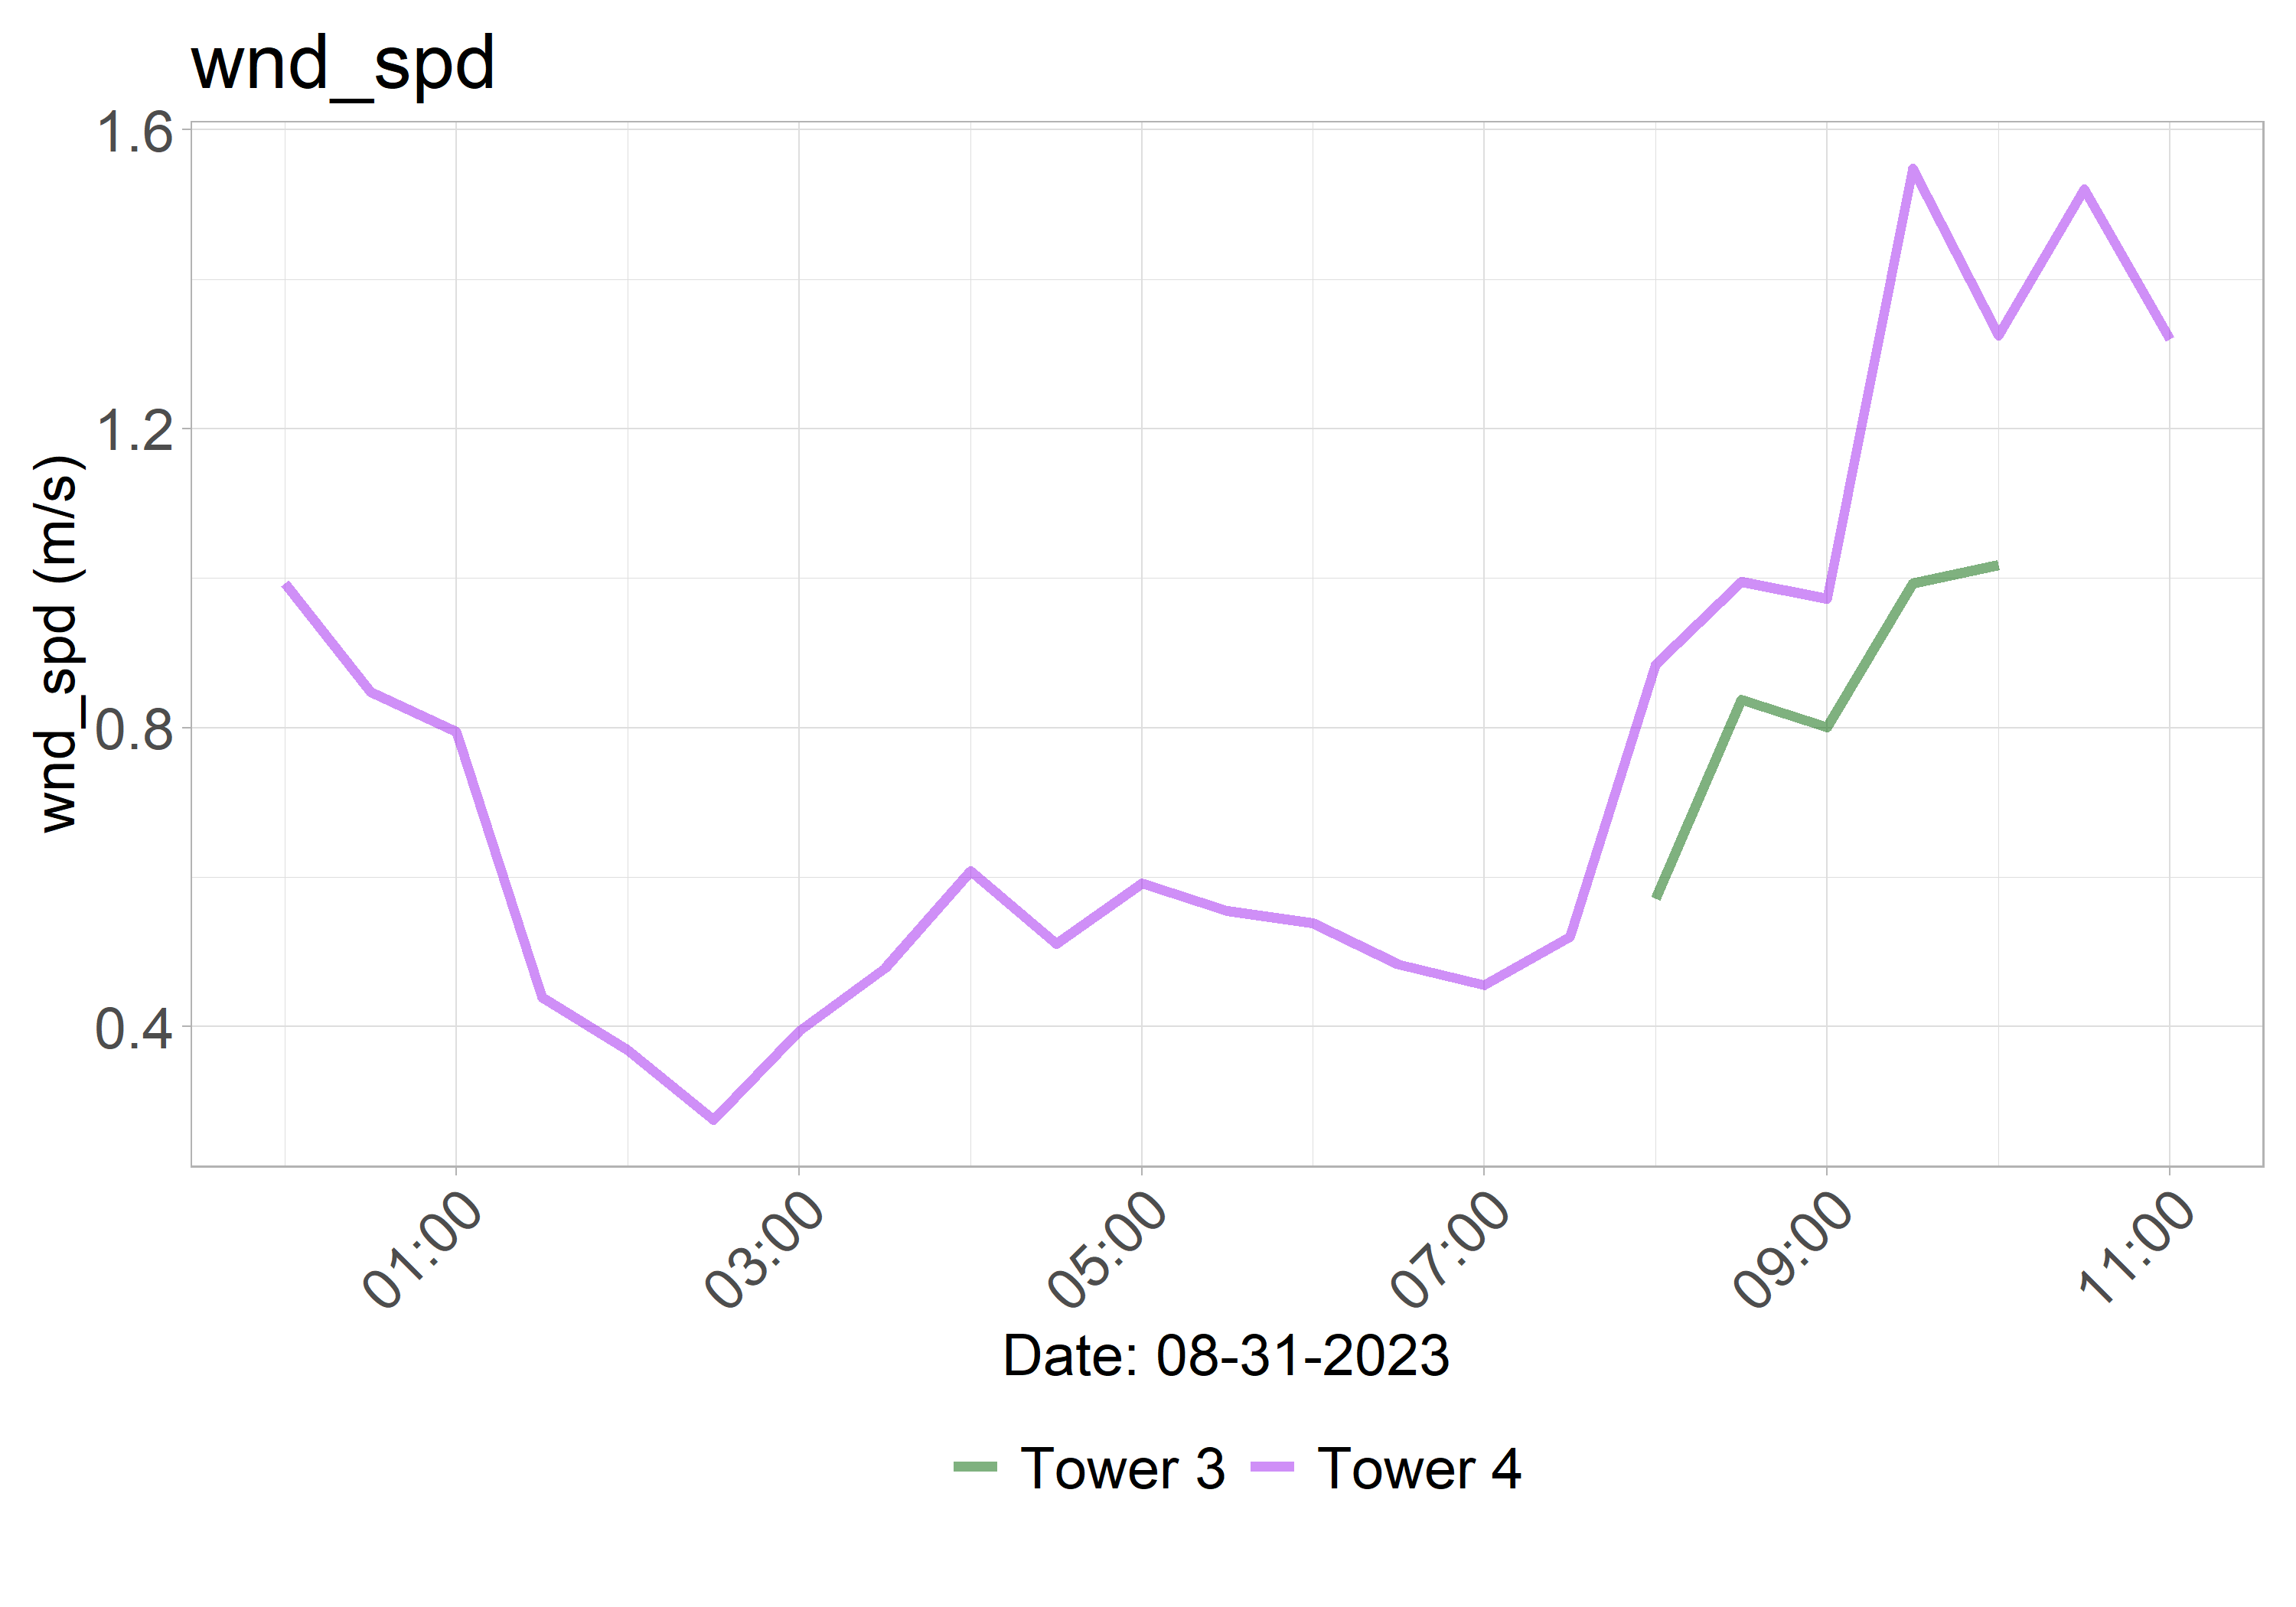 wnd_spd
1.6
1.2
0.8
0.4
wnd_spd (m/s)
01:00 03:00 05:00 07:00 09:00 11:00
Date: 08-31-2023
Tower 3 Tower 4